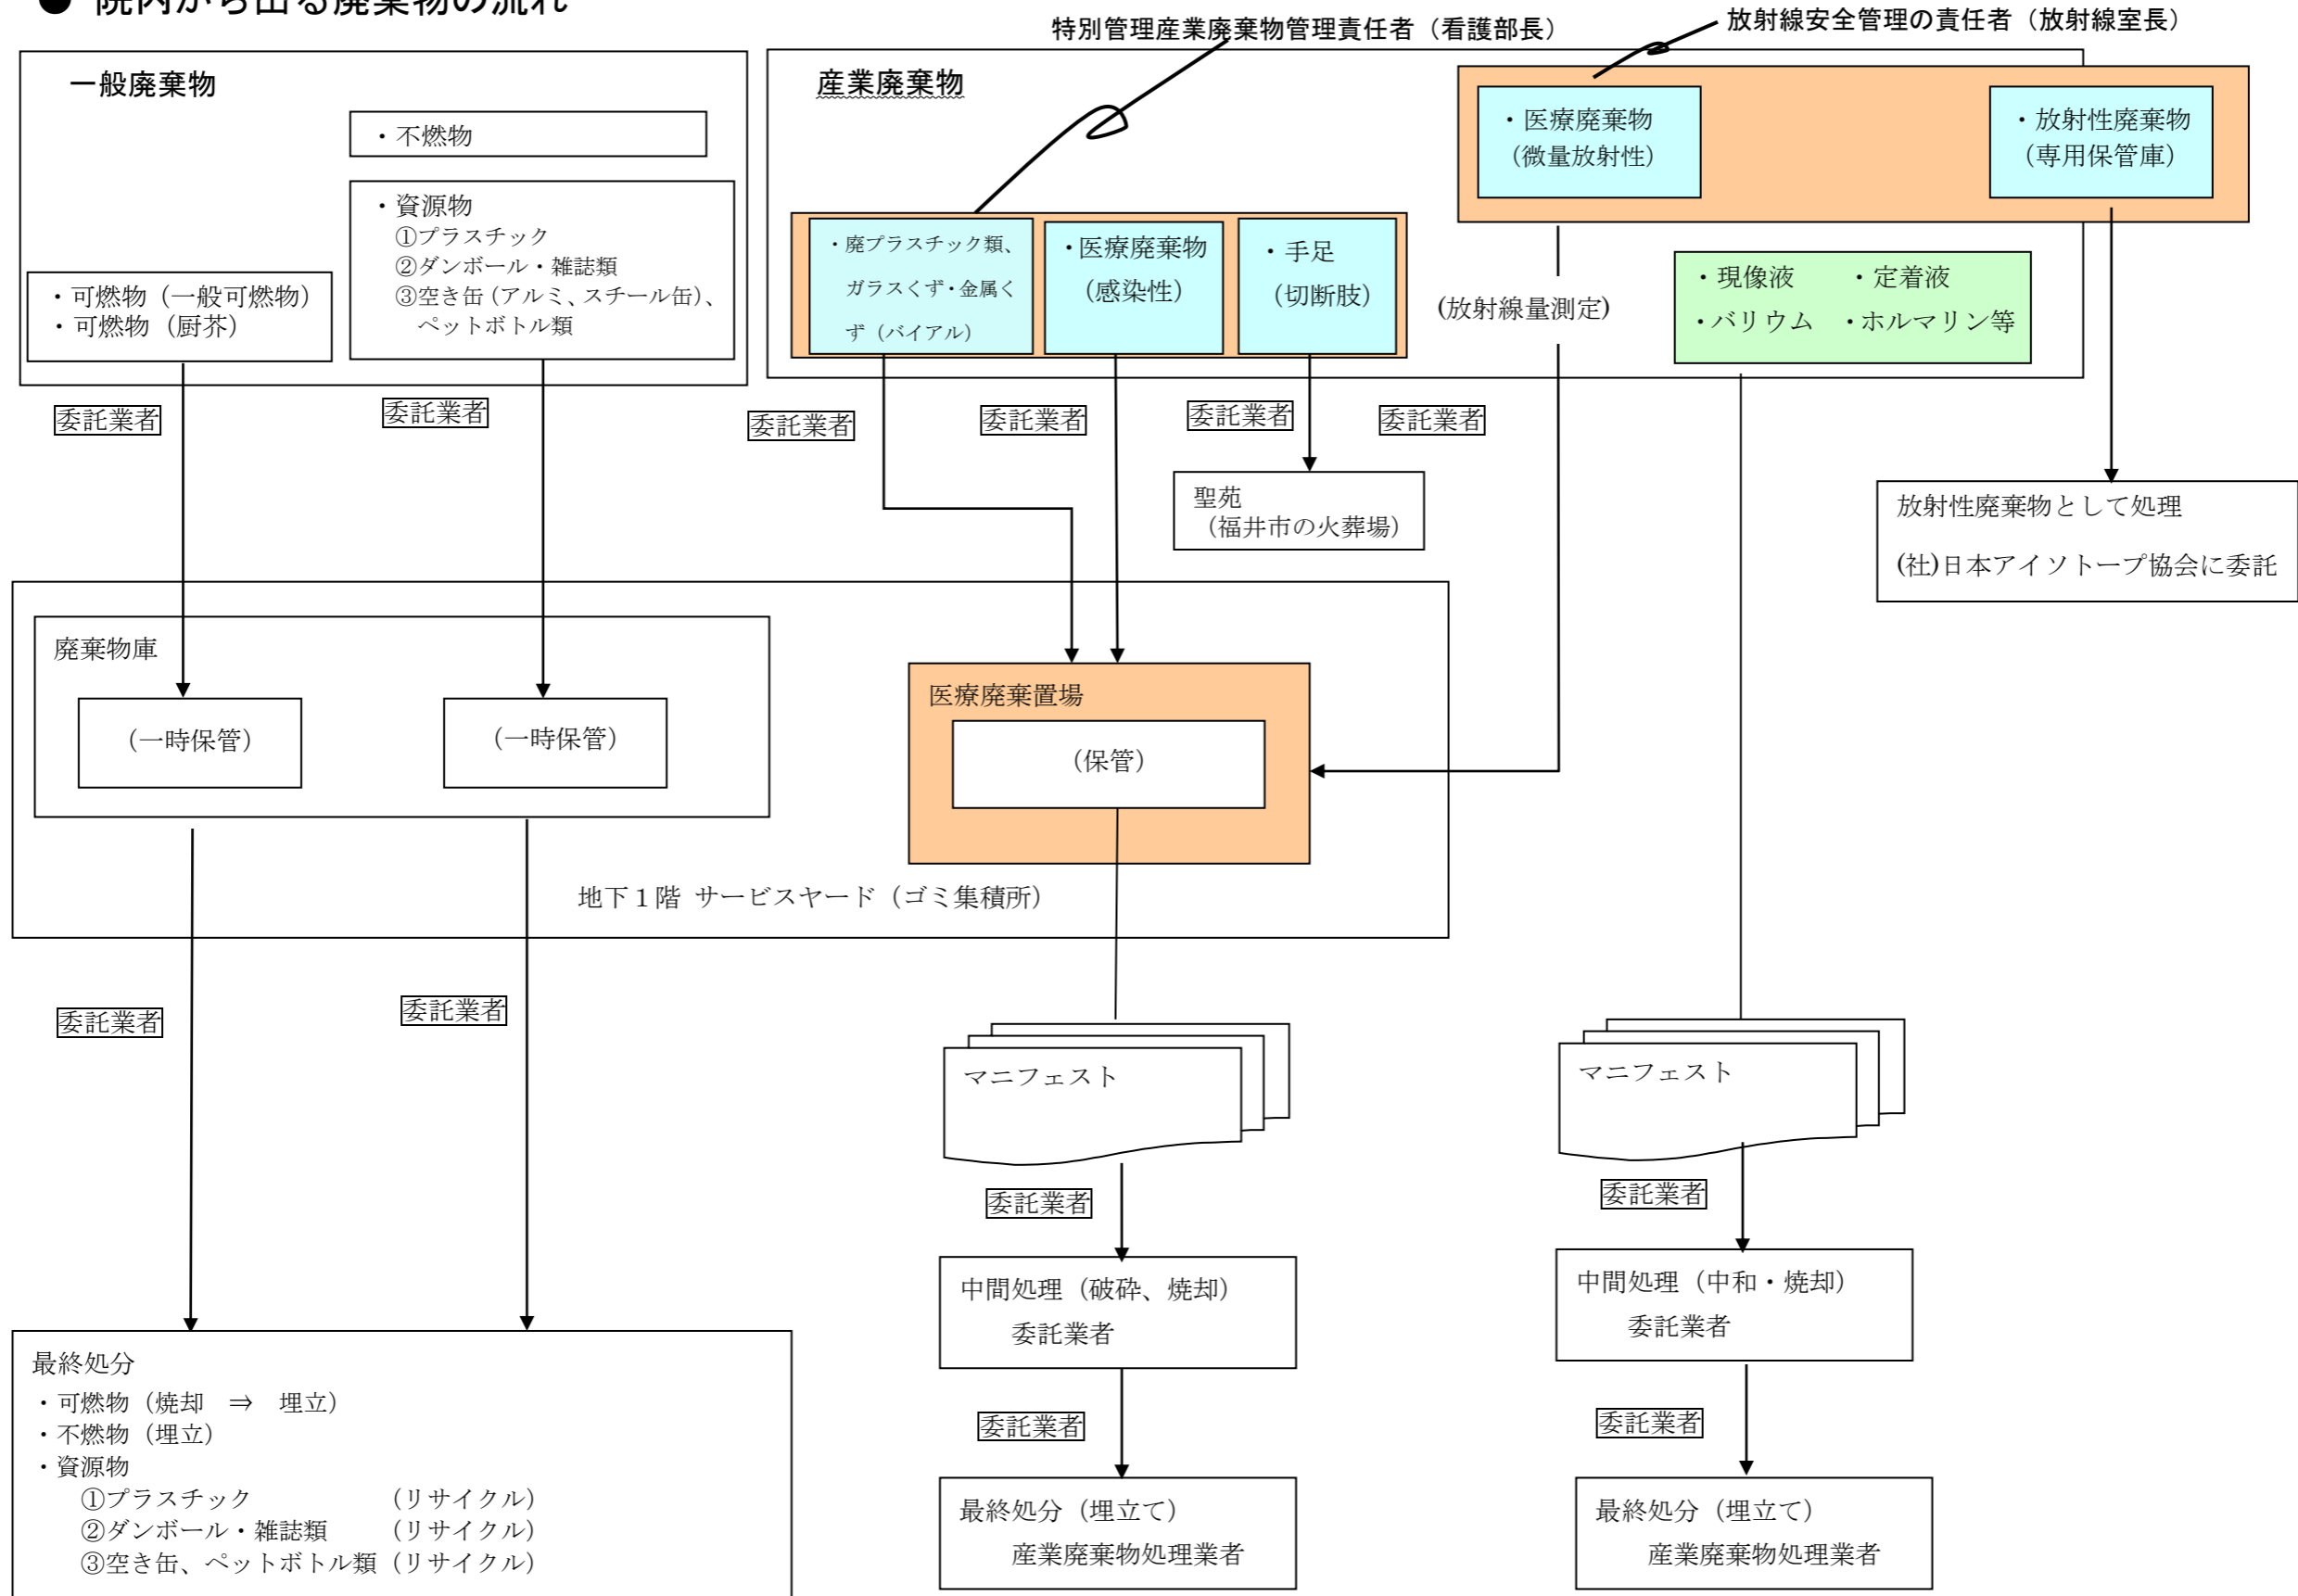 ● 院内から出る廃棄物の流れ
特別管理産業廃棄物管理責任者（看護部長）
放射線安全管理の責任者（放射線室長）
一般廃棄物
・不燃物
・資源物
①プラスチック
②ダンボール・雑誌類
③空き缶（アルミ、スチール缶）、
ペットボトル類
・可燃物（一般可燃物）
・可燃物（厨芥）
産業廃棄物
・廃プラスチック類、
ガラスくず・金属く
ず（バイアル）
・医療廃棄物
（感染性）
・手足
（切断肢）
・医療廃棄物
（微量放射性）
・放射性廃棄物
（専用保管庫）
(放射線量測定)
・現像液　・定着液
・バリウム　・ホルマリン等
委託業者
委託業者
委託業者
委託業者
委託業者
委託業者
聖苑
（福井市の火葬場）
放射性廃棄物として処理
(社)日本アイソトープ協会に委託
廃棄物庫
（一時保管）
（一時保管）
医療廃棄置場
（保管）
地下１階 サービスヤード（ゴミ集積所）
委託業者
委託業者
マニフェスト
マニフェスト
委託業者
委託業者
中間処理（破砕、焼却）
委託業者
中間処理（中和・焼却）
委託業者
委託業者
委託業者
最終処分
・可燃物（焼却　⇒　埋立）
・不燃物（埋立）
・資源物
①プラスチック　（リサイクル）
②ダンボール・雑誌類　（リサイクル）
③空き缶、ペットボトル類（リサイクル）
最終処分（埋立て）
産業廃棄物処理業者
最終処分（埋立て）
産業廃棄物処理業者